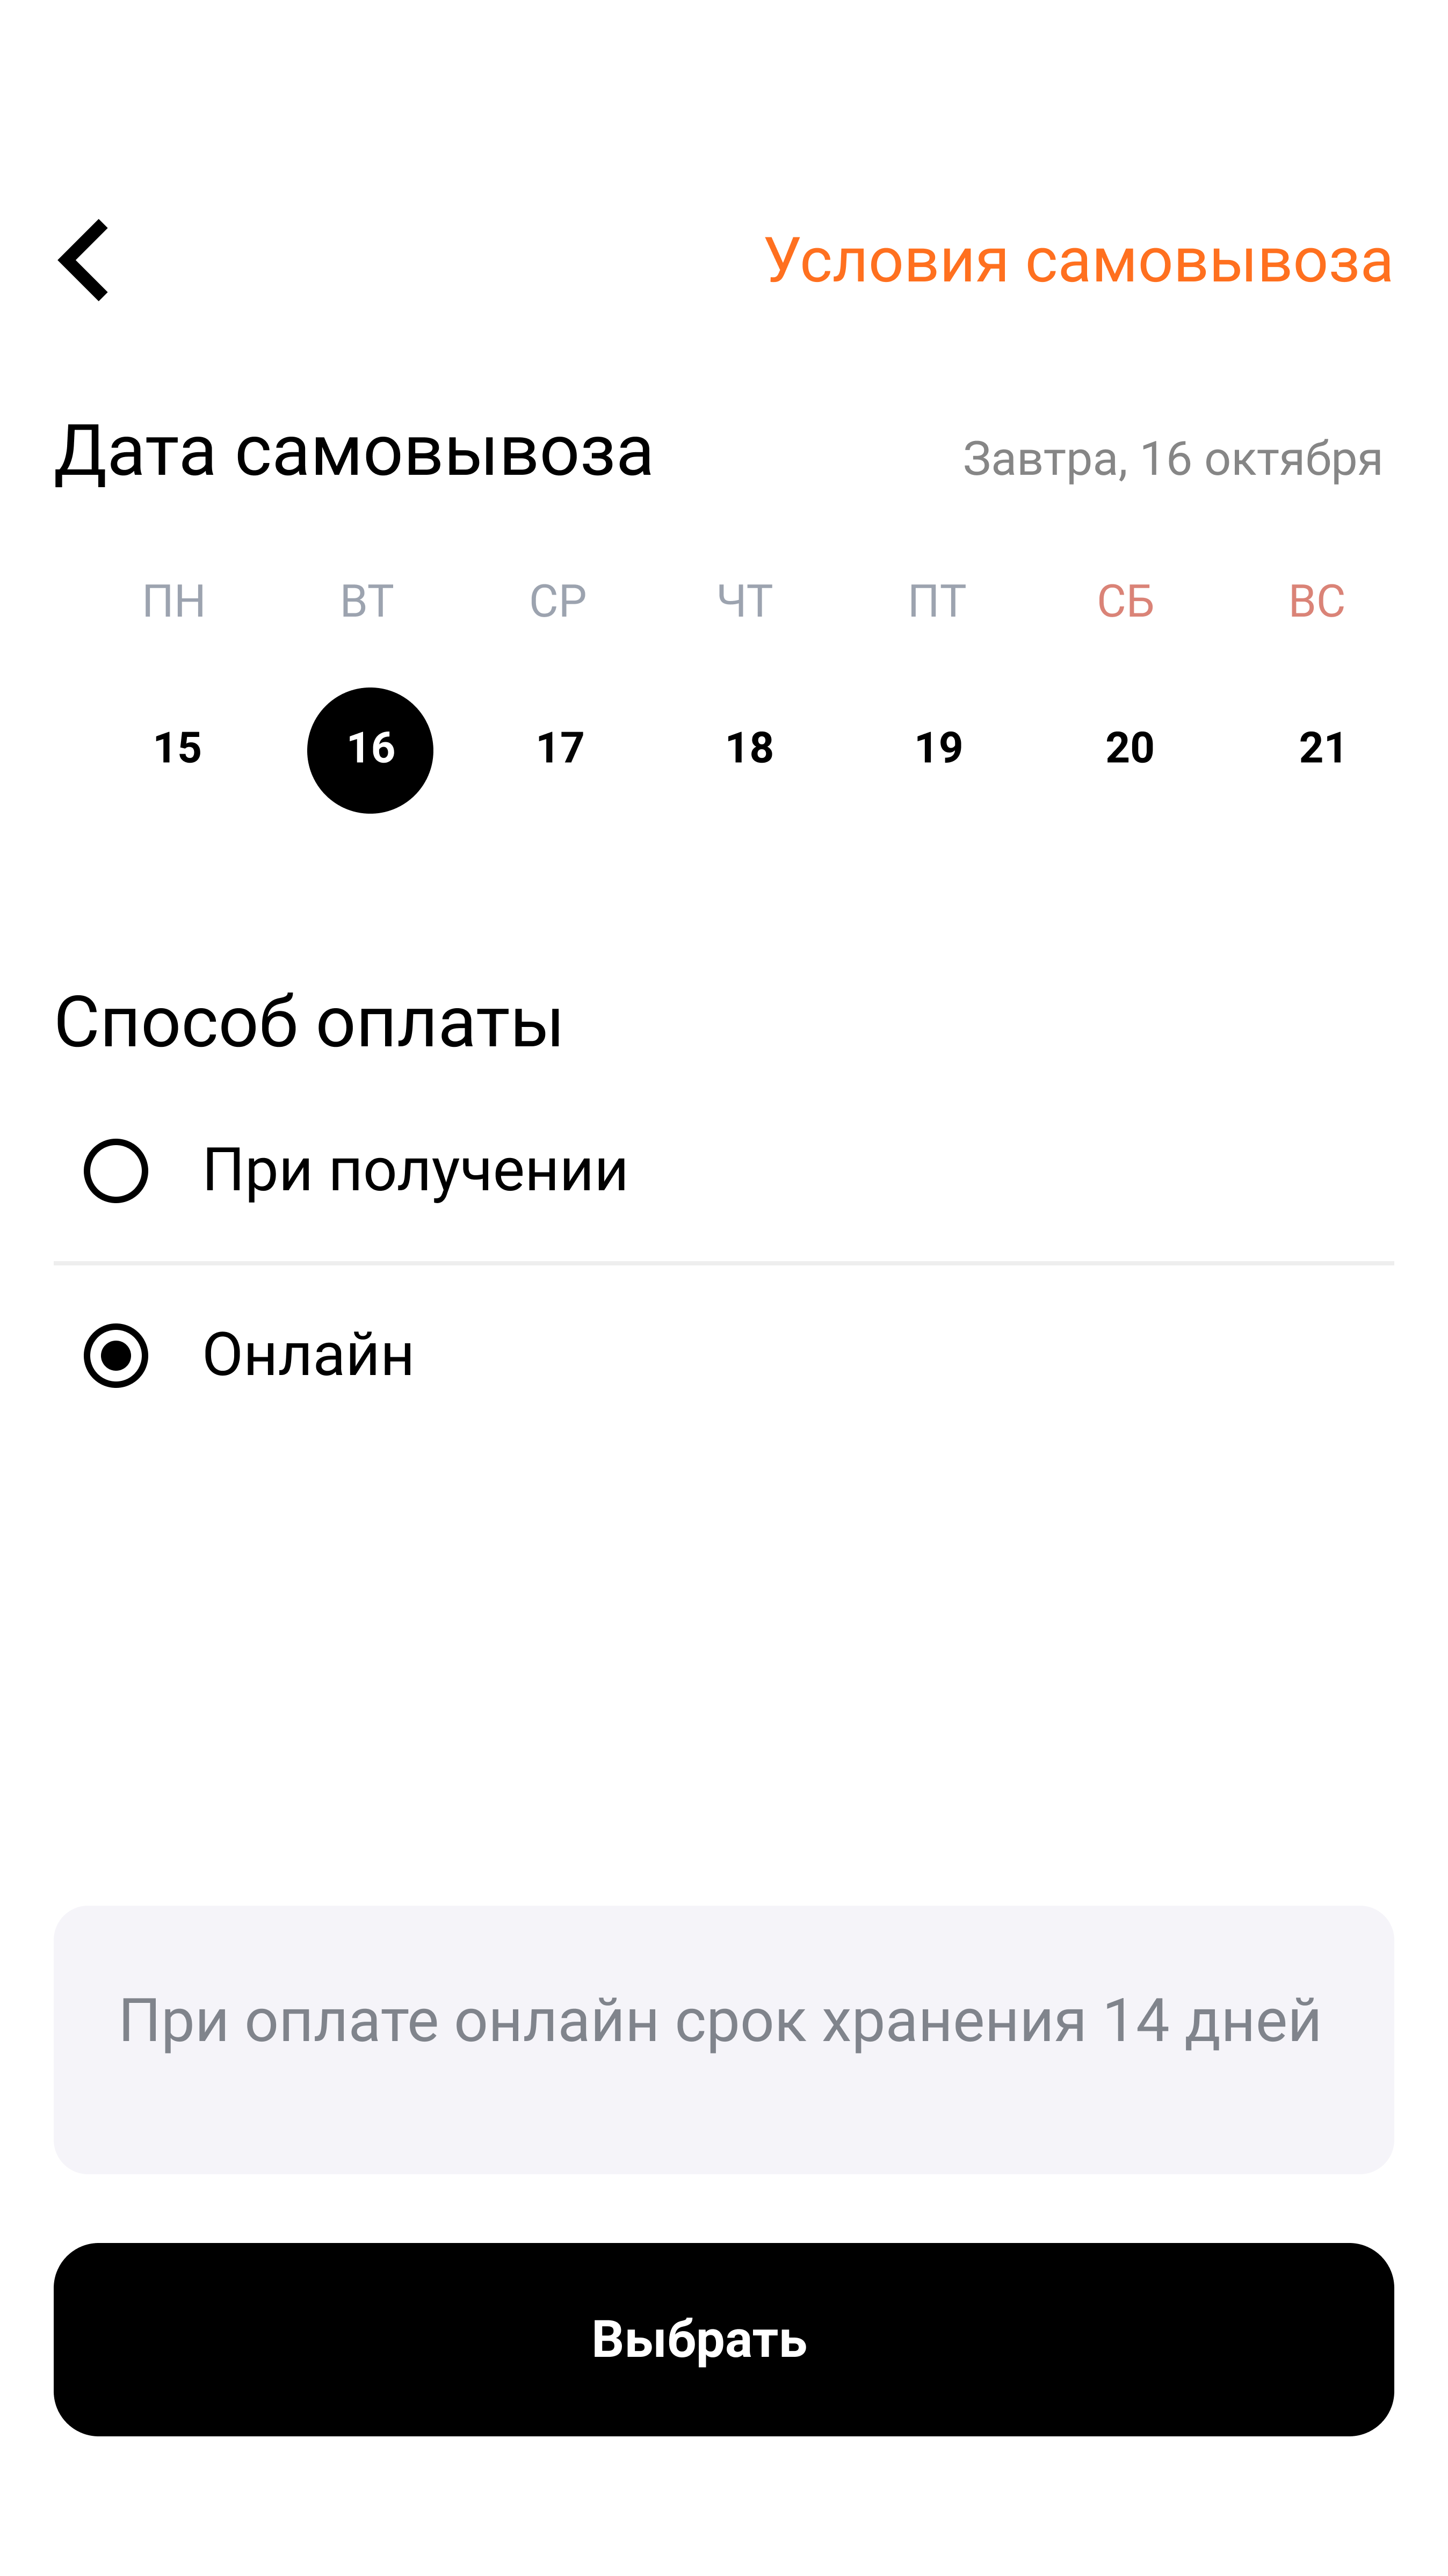 Условия самовывоза
Дата самовывоза
Завтра, 16 октября
ПН ВТ СР ЧТ ПТ СБ ВС
15 16 17 18 19 20 21
Способ оплаты
При получении
Онлайн
При оплате онлайн срок хранения 14 дней
Выбрать